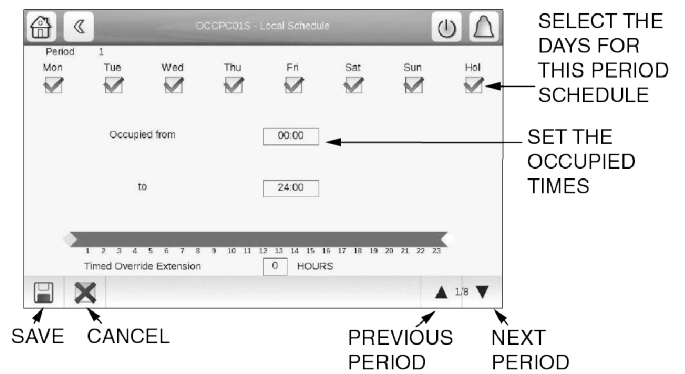 OCCPC01S - Local Schedule
SELECT THE
DAYS FOR
THIS PERIOD
SCHEDULE
Period 1
Mon Tue Wed Thu Fri Sat Sun Hol
Occupied from 00:00
SET THE
OCCUPIED
TIMES
to 24:00
1 2 3 4 5 6 7 8 9 10 11 12 13 14 15 16 17 18 19 20 21 22 23
Timed Override Extension 0 HOURS
1/8
SAVE CANCEL
PREVIOUS
PERIOD
NEXT
PERIOD